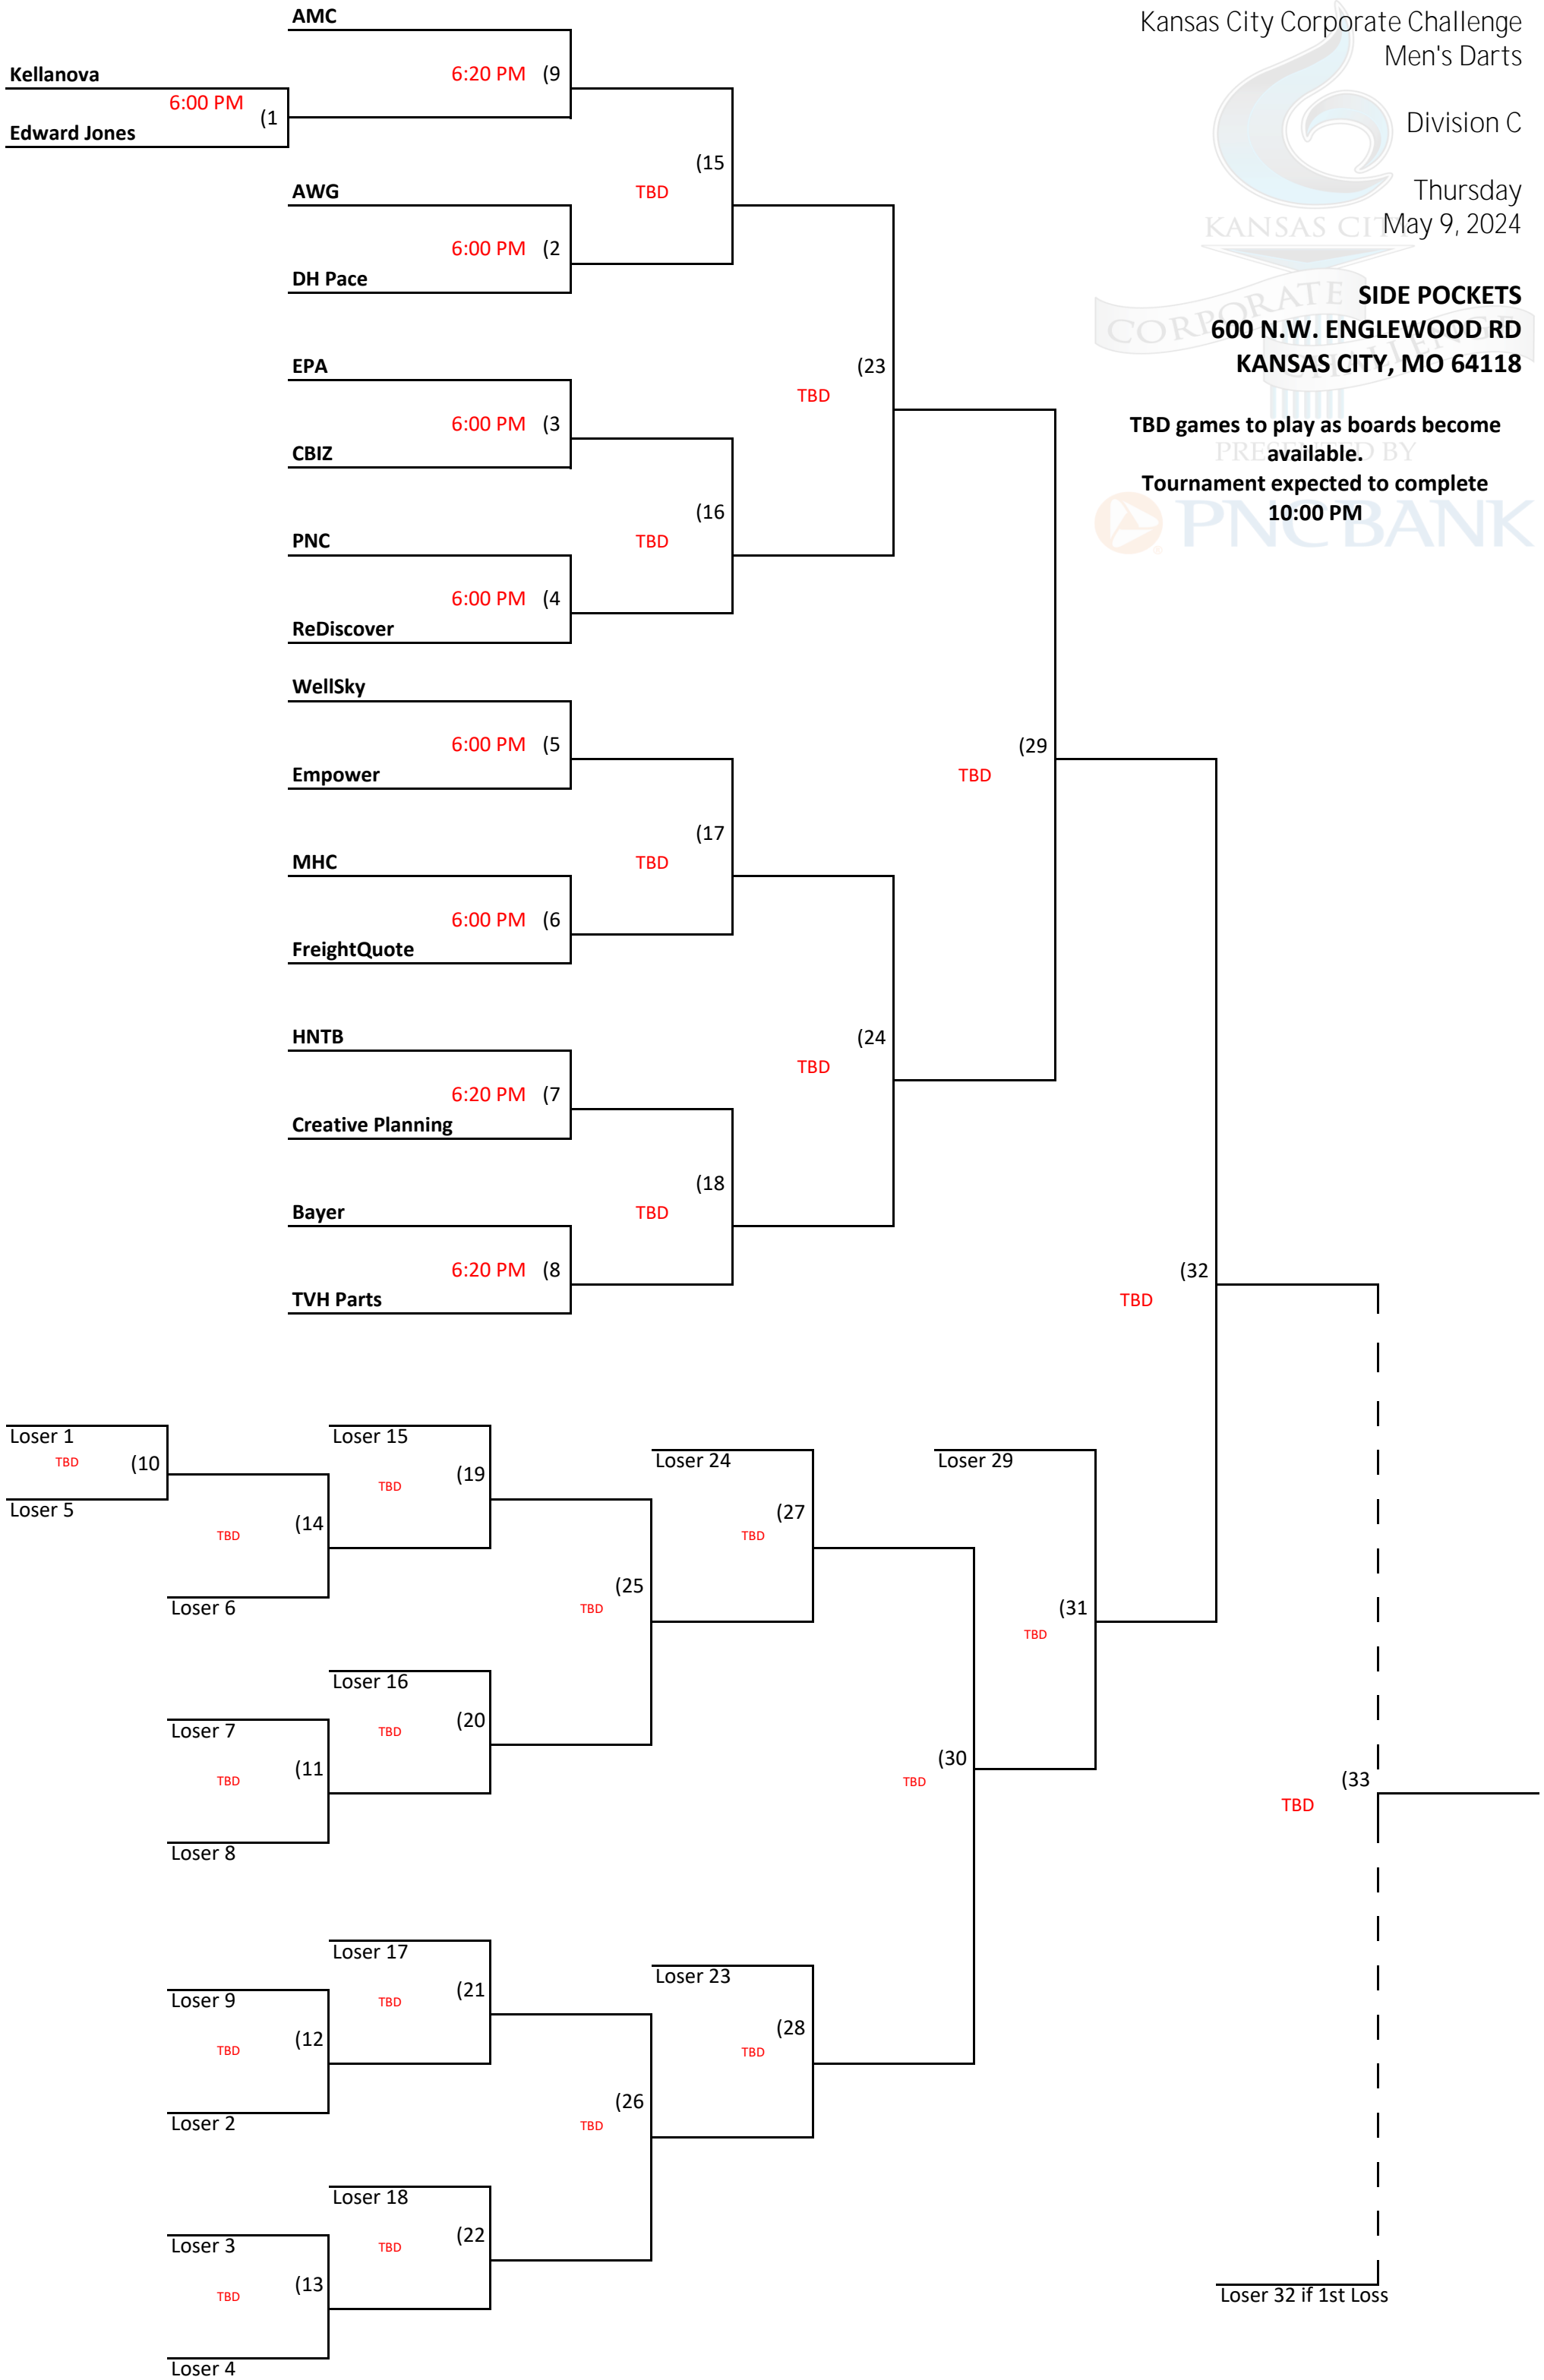 Kansas City Corporate Challenge
Men's Darts
Division C
Thursday
May 9, 2024
SIDE POCKETS
600 N.W. ENGLEWOOD RD
KANSAS CITY, MO 64118
TBD games to play as boards become
available.
Tournament expected to complete
10:00 PM
KANSAS CITY
CORPORATE
CHALLENGE
PRESENTED BY
PNCBANK
AMC
6:20 PM (9
Kellanova
6:00 PM (1
Edward Jones
(15
TBD
AWG
6:00 PM (2
DH Pace
(23
TBD
EPA
6:00 PM (3
CBIZ
(16
TBD
PNC
6:00 PM (4
ReDiscover
WellSky
6:00 PM (5
Empower
(29
TBD
(17
TBD
MHC
6:00 PM (6
FreightQuote
(24
TBD
HNTB
6:20 PM (7
Creative Planning
(18
TBD
Bayer
6:20 PM (8
TVH Parts
(32
TBD
Loser 1
TBD (10
Loser 5
Loser 15
TBD (19
(14
TBD
Loser 6
Loser 24
(27
TBD
Loser 29
(25
TBD
(31
TBD
Loser 16
(20
TBD
Loser 7
(11
TBD
Loser 8
(30
TBD
(33
TBD
Loser 17
(21
TBD
Loser 9
(12
TBD
Loser 2
Loser 23
(28
TBD
(26
TBD
Loser 18
(22
TBD
Loser 3
(13
TBD
Loser 4
Loser 32 if 1st Loss